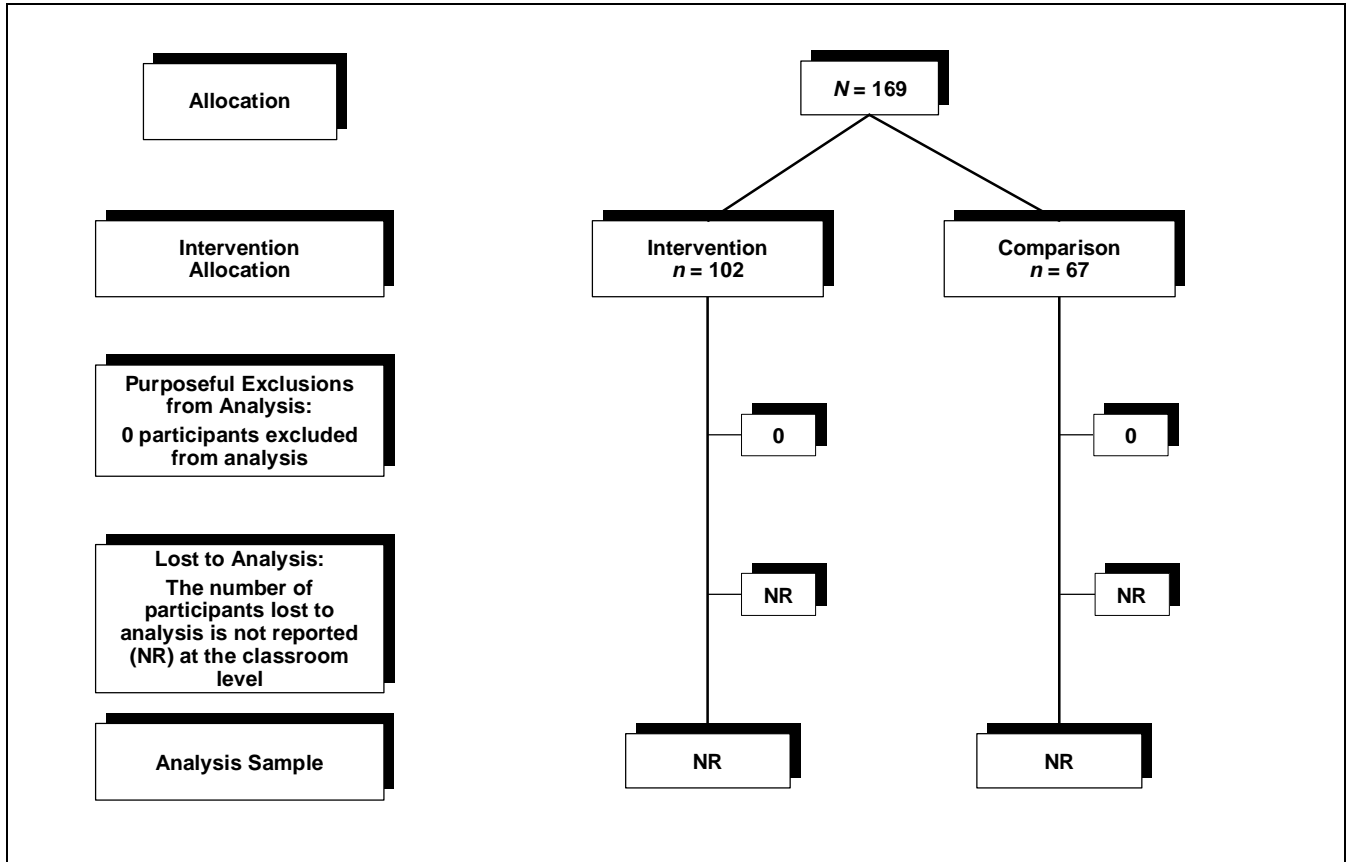 Allocation
N = 169
Intervention
Allocation
Intervention
n = 102
Comparison
n = 67
Purposeful Exclusions
from Analysis:
0 participants excluded
from analysis
0
0
Lost to Analysis:
The number of
participants lost to
analysis is not reported
(NR) at the classroom
level
NR
NR
Analysis Sample
NR
NR